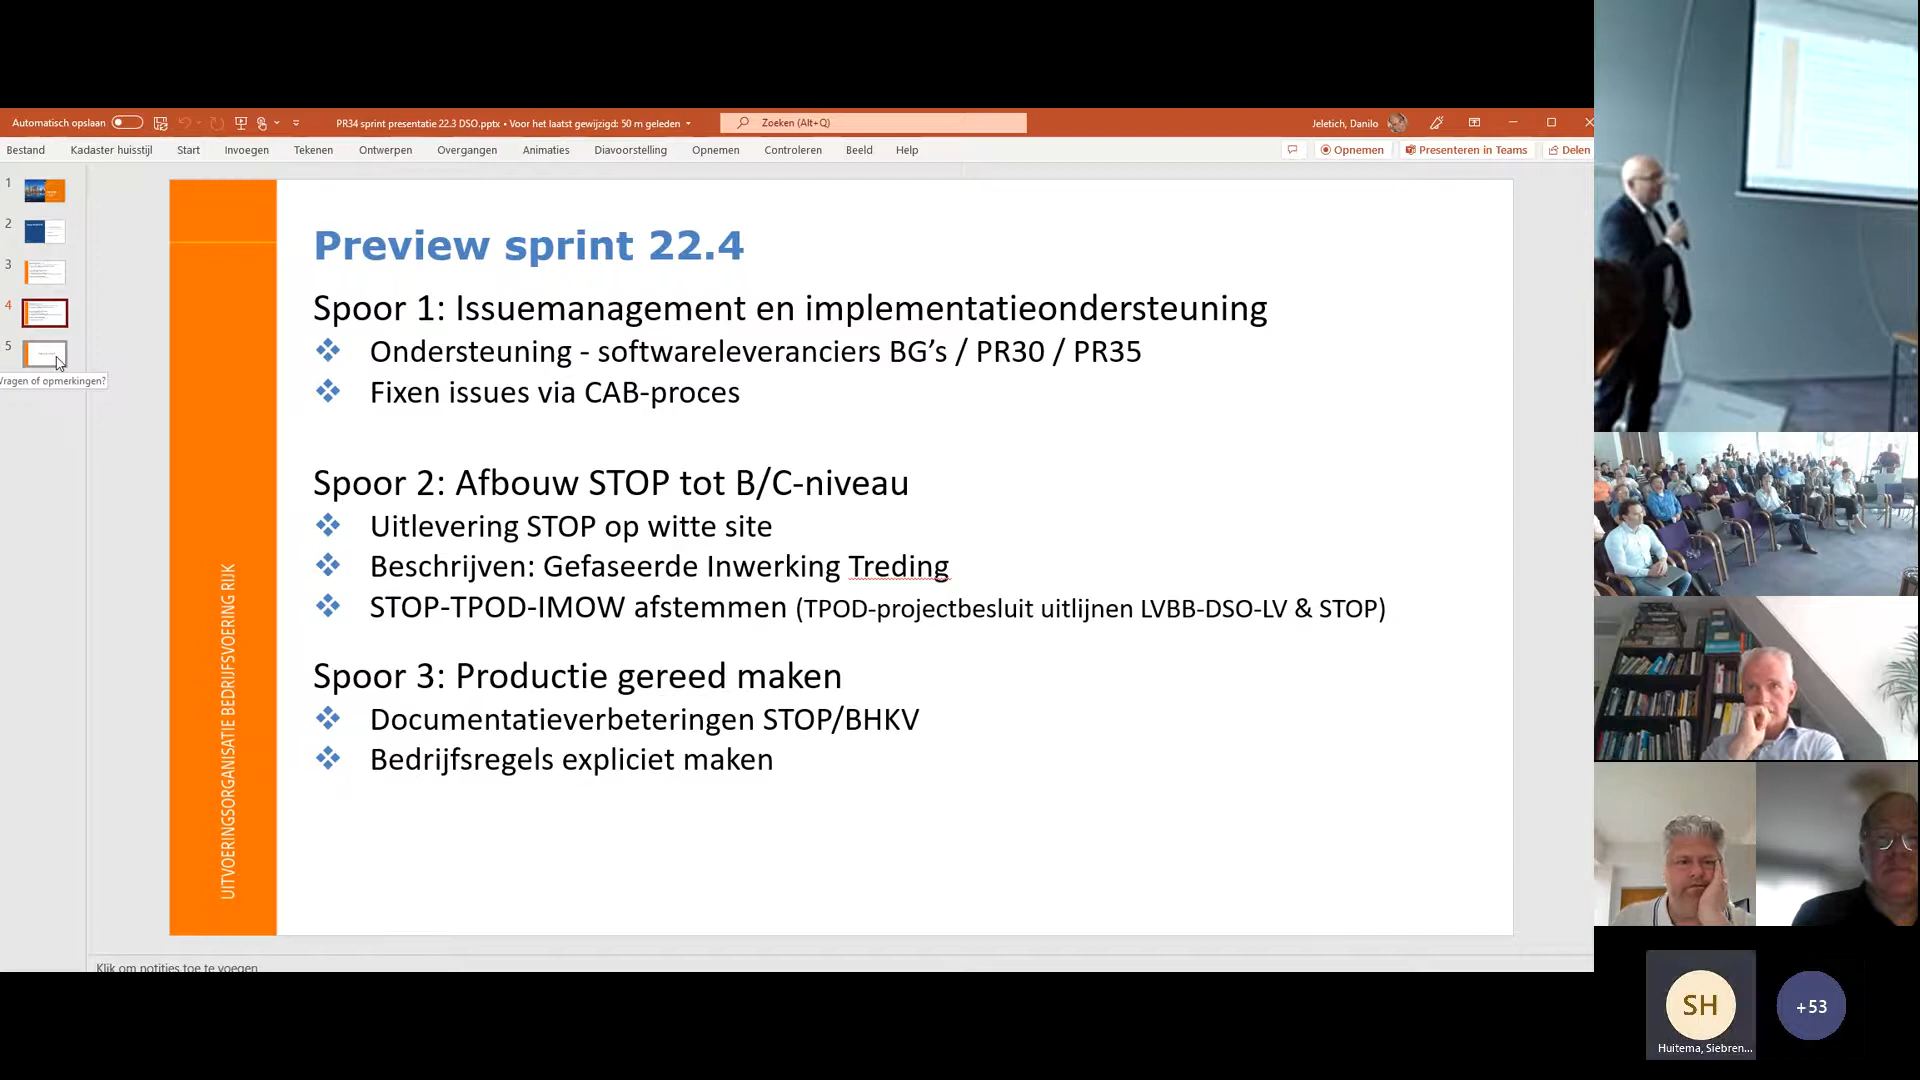 Automatisch opslaan
PR34 sprint presentatie 22.3 DSO.pptx • Voor het laatst gewijzigd: 50 m geleden
Zoeken (Alt+Q)
Jeletich, Danilo
Bestand Kadaster huisstijl Start Invoegen Tekenen Ontwerpen Overgangen Animaties Diavoorstelling Opnemen Controleren Beeld Help
Opnemen Presenteren in Teams Delen
1
2
3
4
5
Vragen of opmerkingen?
UITVOERINGSORGANISATIE BEDRIJFSVOERING RIJK
Preview sprint 22.4
Spoor 1: Issuemanagement en implementatieondersteuning
Ondersteuning - softwareleveranciers BG’s / PR30 / PR35
Fixen issues via CAB-proces
Spoor 2: Afbouw STOP tot B/C-niveau
Uitlevering STOP op witte site
Beschrijven: Gefaseerde Inwerking Treding
STOP-TPOD-IMOW afstemmen (TPOD-projectbesluit uitlijnen LVBB-DSO-LV & STOP)
Spoor 3: Productie gereed maken
Documentatieverbeteringen STOP/BHKV
Bedrijfsregels expliciet maken
Klik om notities toe te voegen
SH
Huitema, Siebren...
+53